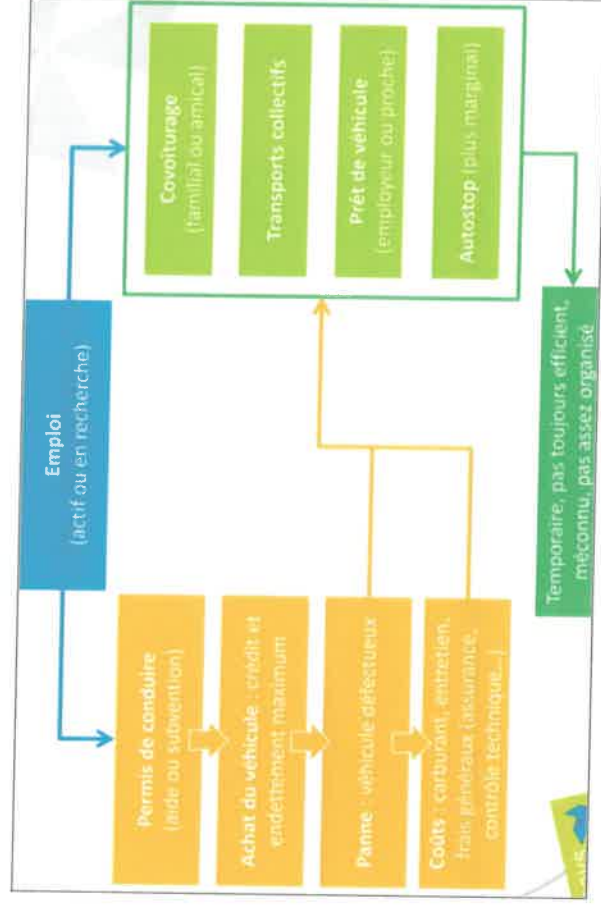 Emploi
(actif ou en recherche)
Permis de conduire
(aide ou subvention)
Achat du véhicule : crédit et
endettement maximum
Panne : véhicule défectueux
Coûts : carburant, entretien,
frais généraux (assurance,
contrôle technique...)
Covoiturage
(familial ou amical)
Transports collectifs
Prêt de véhicule
(employeur ou proche)
Autostop (plus marginal)
Temporaire, pas toujours efficient,
méconnu, pas assez organisé